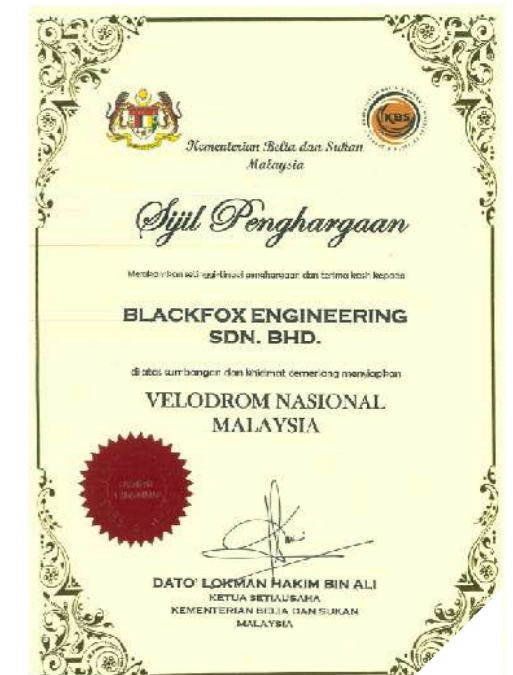 KBS
Kementerian Belia dan Sukan
Malaysia
Sijil Penghargaan
Merakamkan setinggi-tinggi penghargaan dan terima kasih kepada
BLACKFOX ENGINEERING
SDN. BHD.
di atas sumbangan dan khidmat cemerlang menyiapkan
VELODROM NASIONAL
MALAYSIA
DATO' LOKMAN HAKIM BIN ALI
KETUA SETIAUSAHA
KEMENTERIAN BELIA DAN SUKAN
MALAYSIA